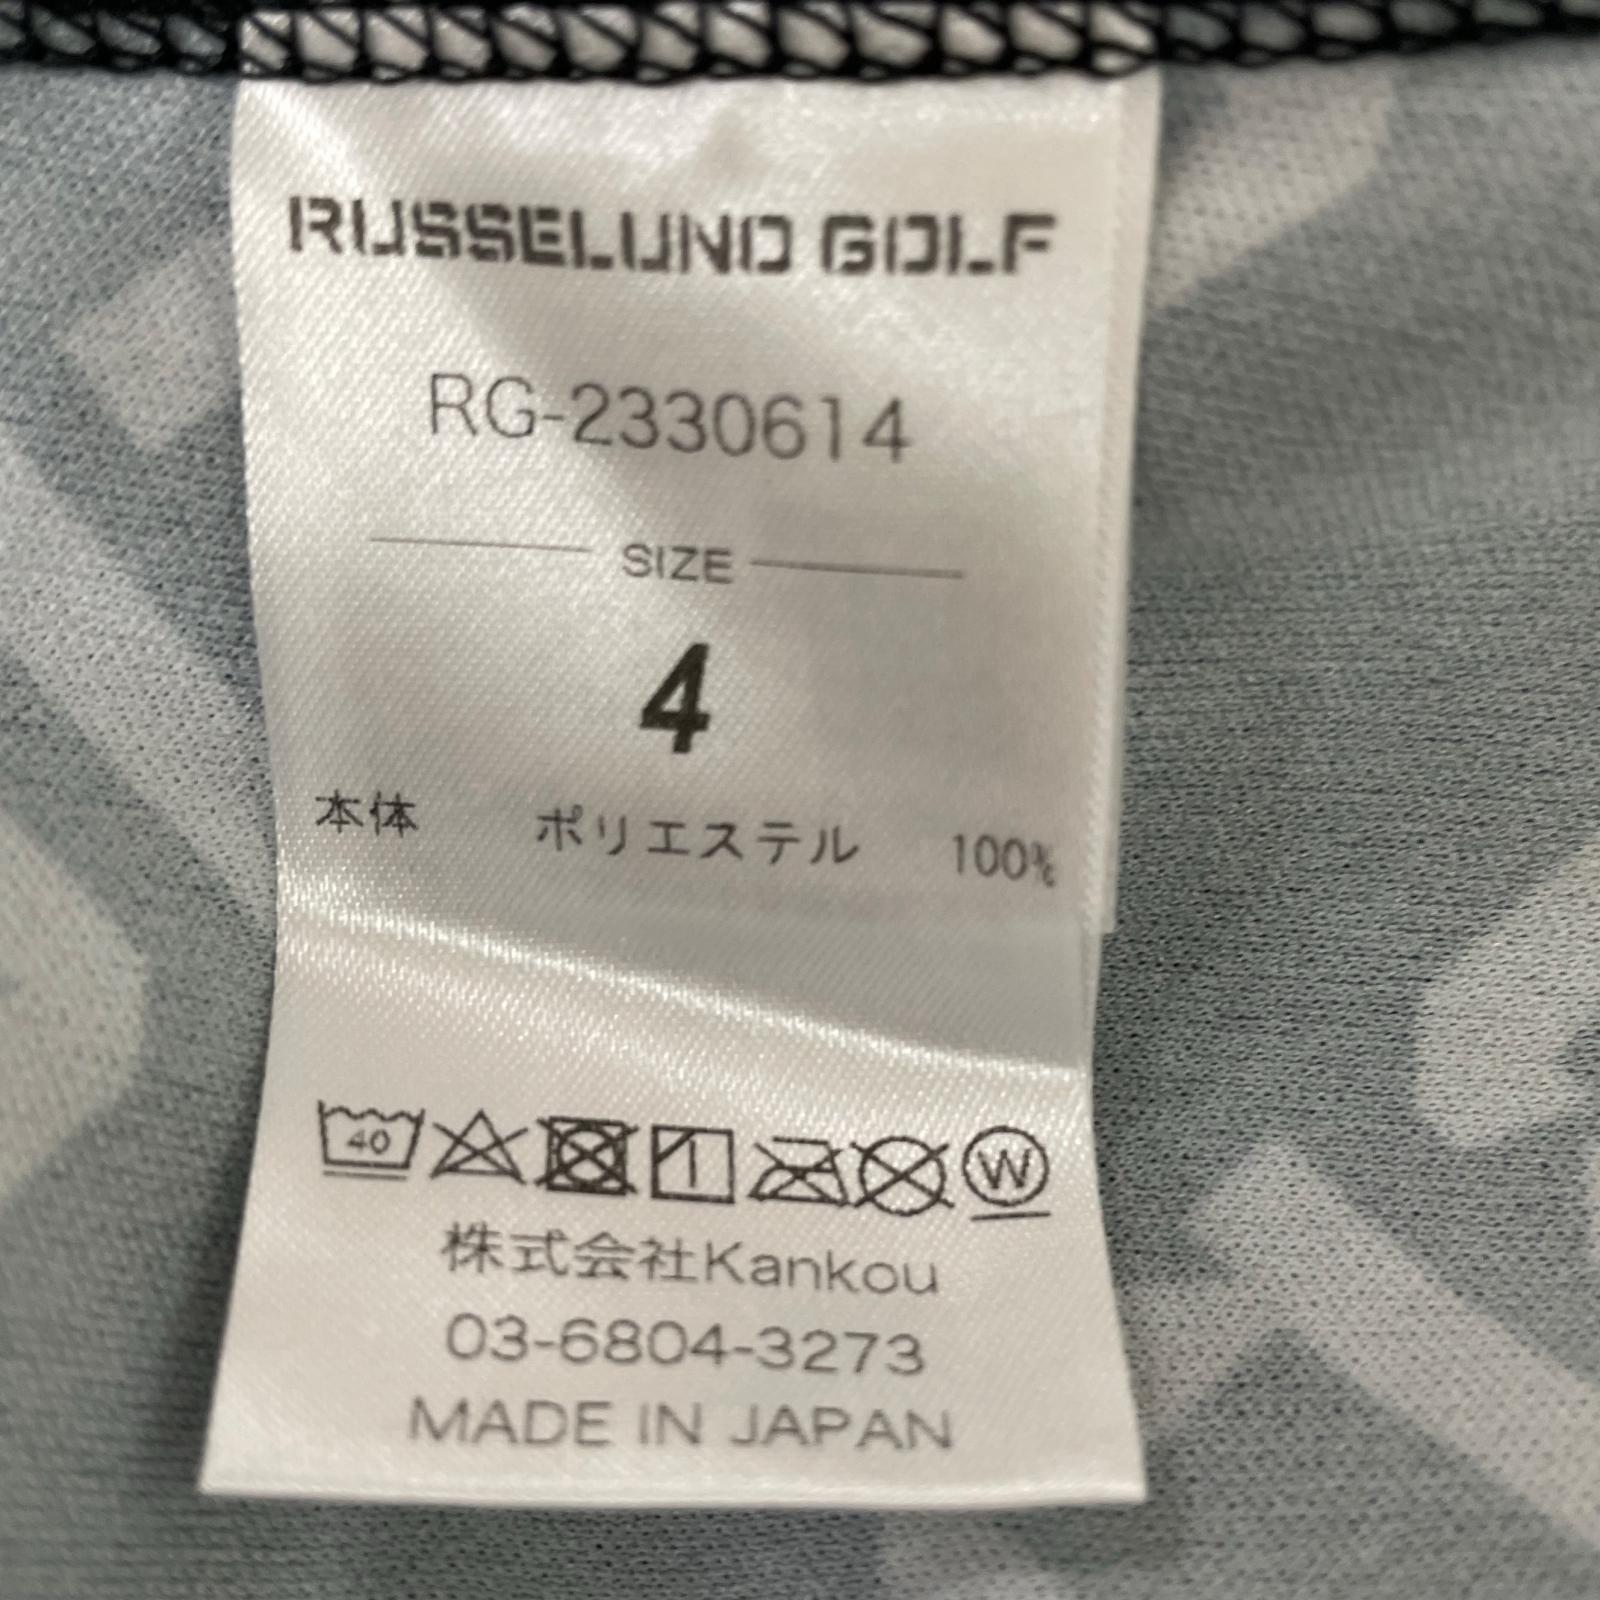 RUSSELUNO GOLF
RG-2330614
SIZE
4
本体 ポリエステル 100%
40 W
株式会社Kankou
03-6804-3273
MADE IN JAPAN